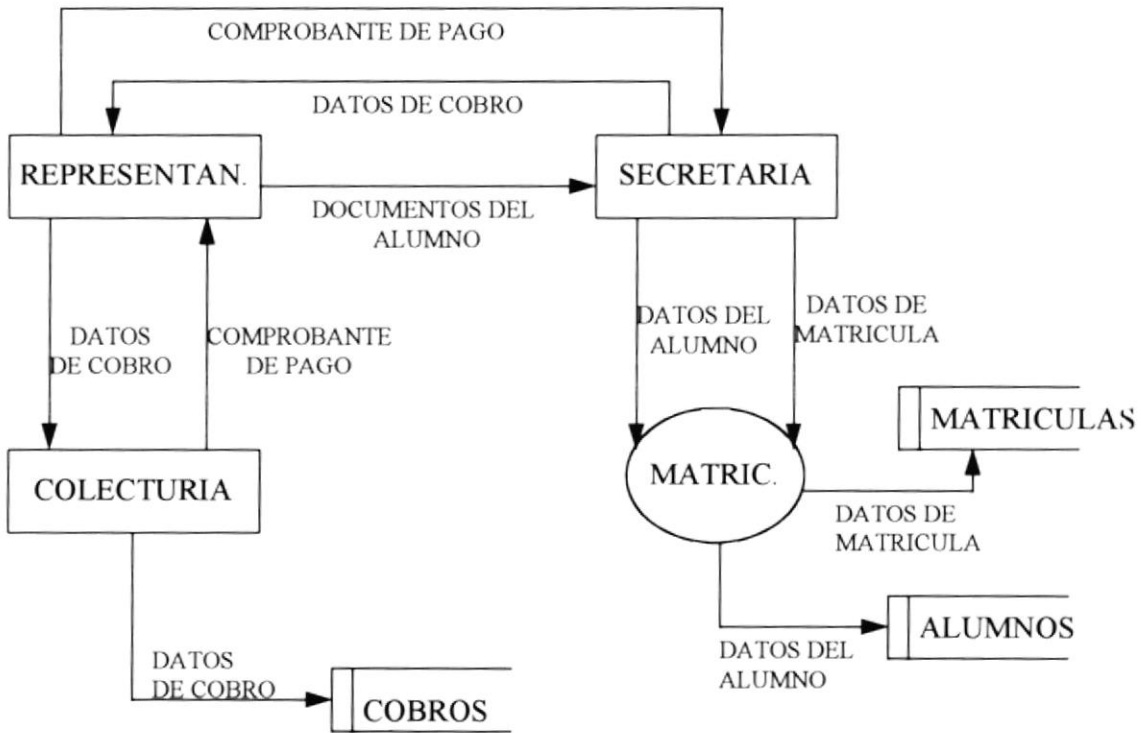 COMPROBANTE DE PAGO
DATOS DE COBRO
REPRESENTAN.
SECRETARIA
DOCUMENTOS DEL
ALUMNO
DATOS
DE COBRO
COMPROBANTE
DE PAGO
DATOS DEL
ALUMNO
DATOS DE
MATRICULA
MATRICULAS
COLECTURIA
MATRIC.
DATOS DE
MATRICULA
ALUMNOS
DATOS DEL
ALUMNO
DATOS
DE COBRO
COBROS